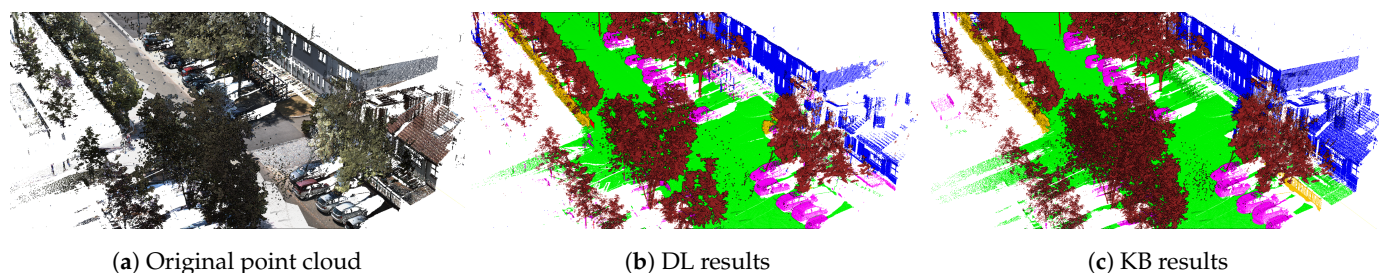 (a) Original point cloud
(b) DL results
(c) KB results